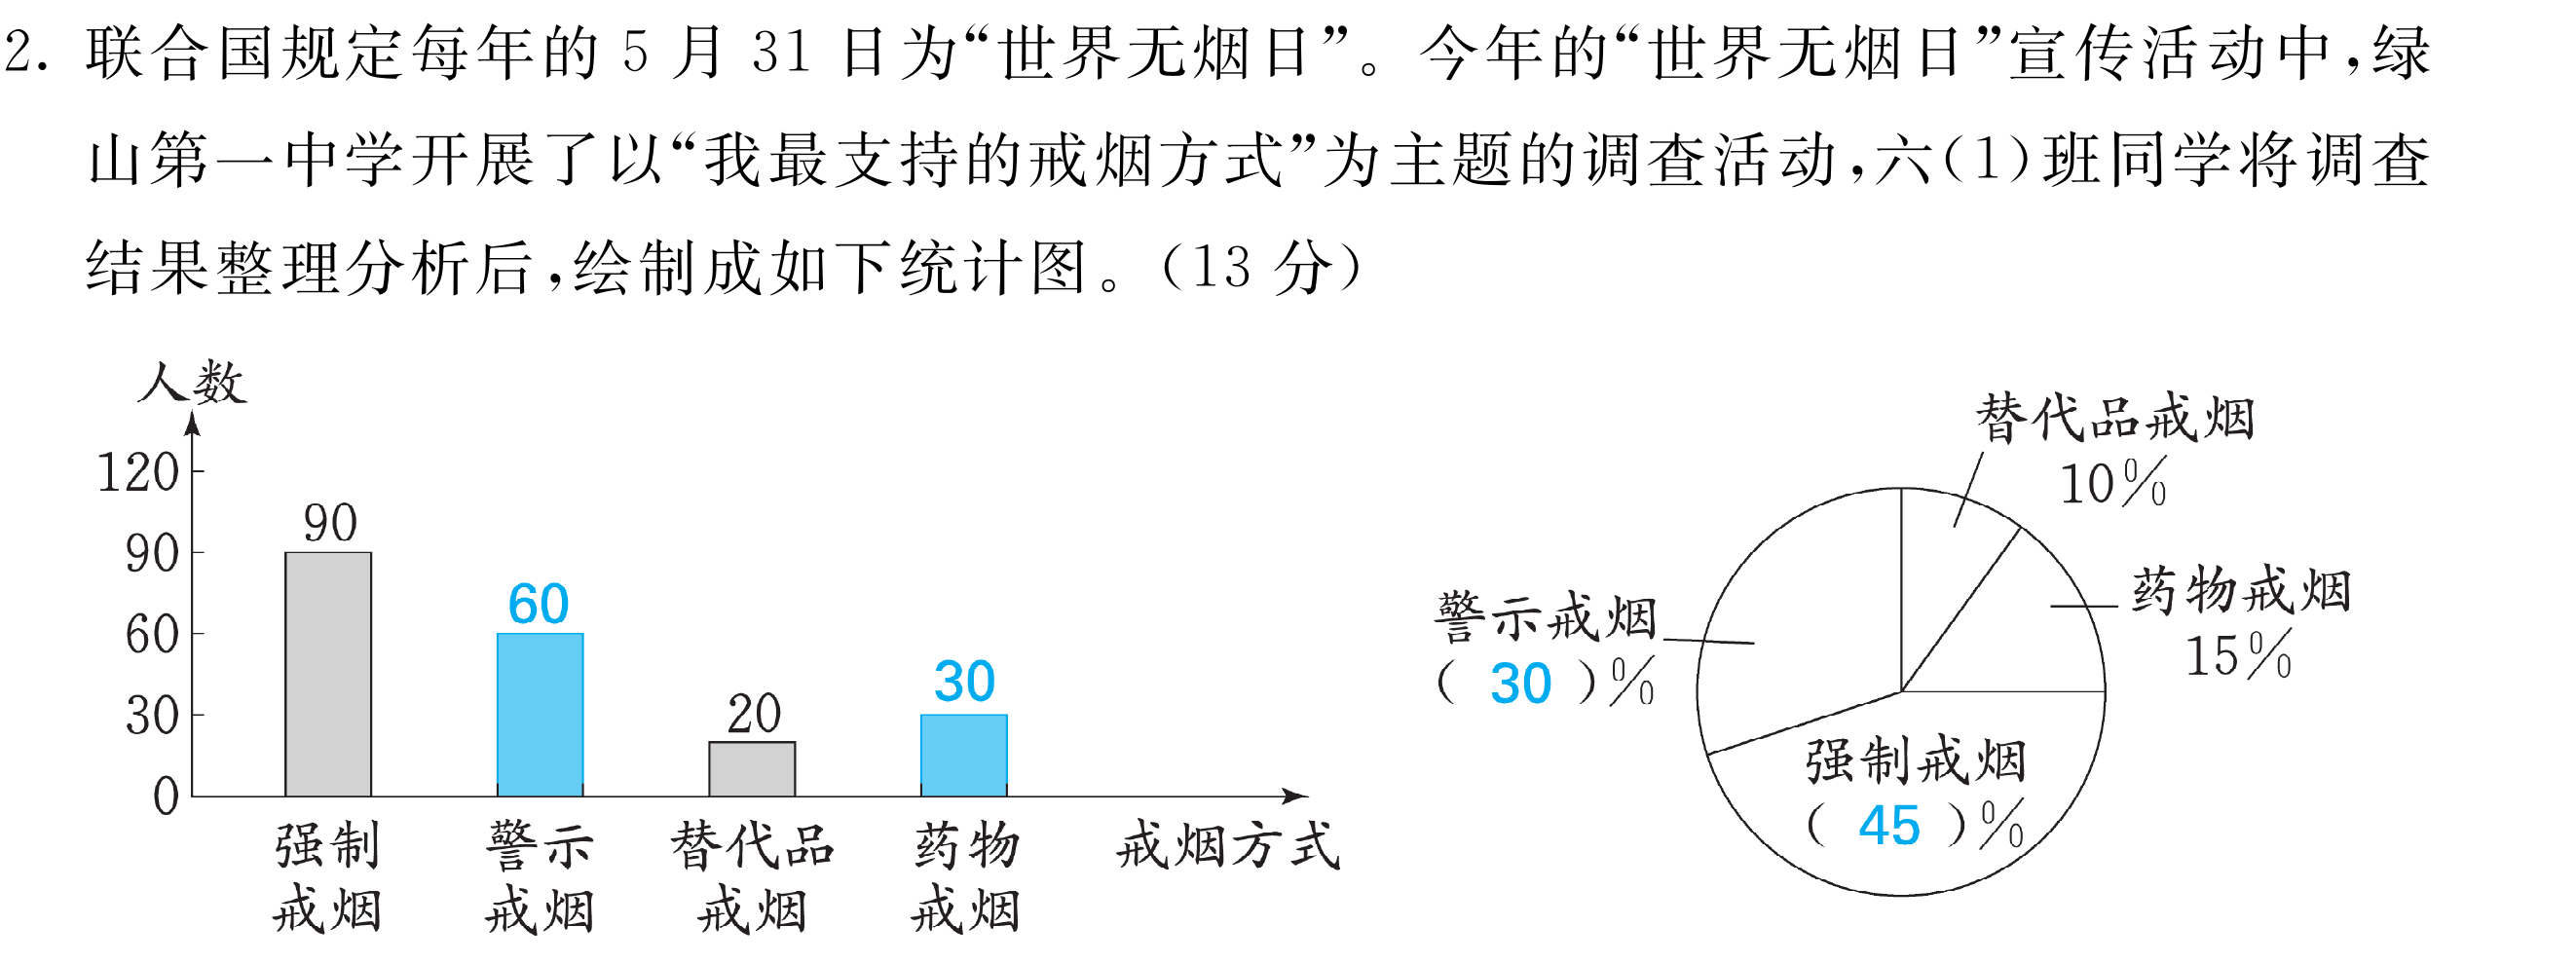 2. 联合国规定每年的 5 月 31 日为“世界无烟日”。今年的“世界无烟日”宣传活动中,绿
山第一中学开展了以“我最支持的戒烟方式”为主题的调查活动,六(1)班同学将调查
结果整理分析后,绘制成如下统计图。(13 分)
人数
120
90
60
30
0
90
60
20
30
强制
戒烟
警示
戒烟
替代品
戒烟
药物
戒烟
戒烟方式
替代品戒烟
10%
药物戒烟
15%
警示戒烟
( 30 )%
强制戒烟
( 45 )%